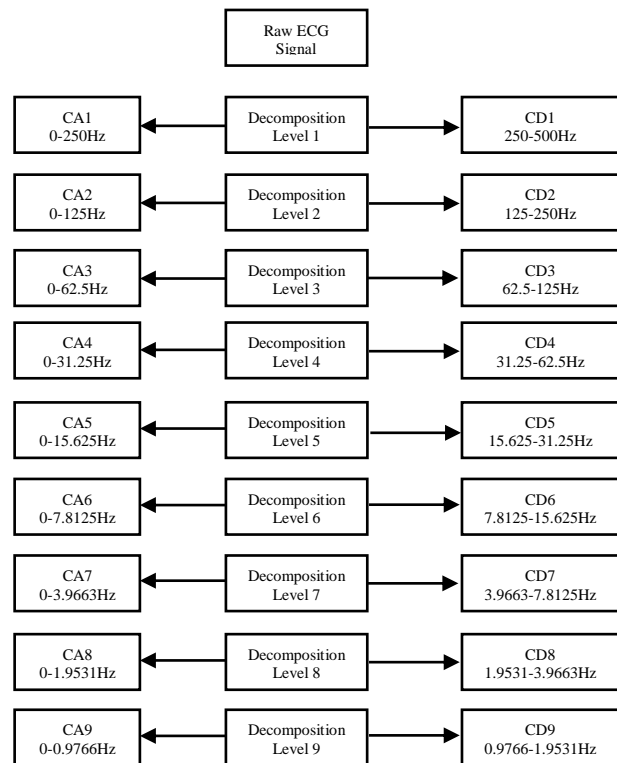 Raw ECG
Signal
CA1
0-250Hz
Decomposition
Level 1
CD1
250-500Hz
CA2
0-125Hz
Decomposition
Level 2
CD2
125-250Hz
CA3
0-62.5Hz
Decomposition
Level 3
CD3
62.5-125Hz
CA4
0-31.25Hz
Decomposition
Level 4
CD4
31.25-62.5Hz
CA5
0-15.625Hz
Decomposition
Level 5
CD5
15.625-31.25Hz
CA6
0-7.8125Hz
Decomposition
Level 6
CD6
7.8125-15.625Hz
CA7
0-3.9663Hz
Decomposition
Level 7
CD7
3.9663-7.8125Hz
CA8
0-1.9531Hz
Decomposition
Level 8
CD8
1.9531-3.9663Hz
CA9
0-0.9766Hz
Decomposition
Level 9
CD9
0.9766-1.9531Hz